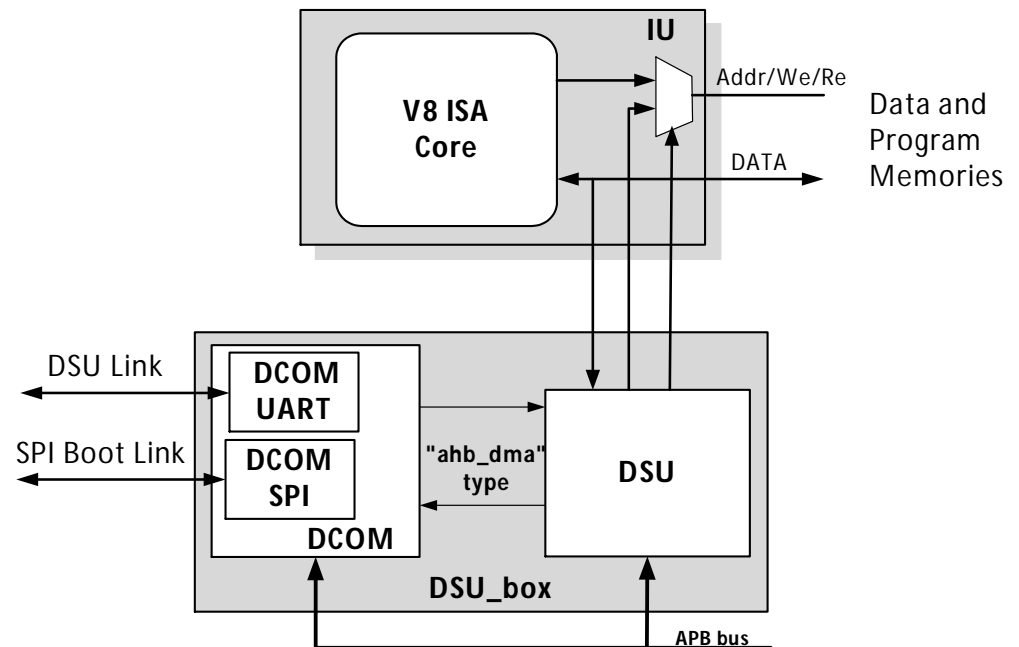 IU
V8 ISA
Core
Addr/We/Re
Data and
Program
Memories
DATA
DSU Link
DCOM
UART
SPI Boot Link
DCOM
SPI
DCOM
"ahb_dma"
type
DSU
DSU_box
APB bus